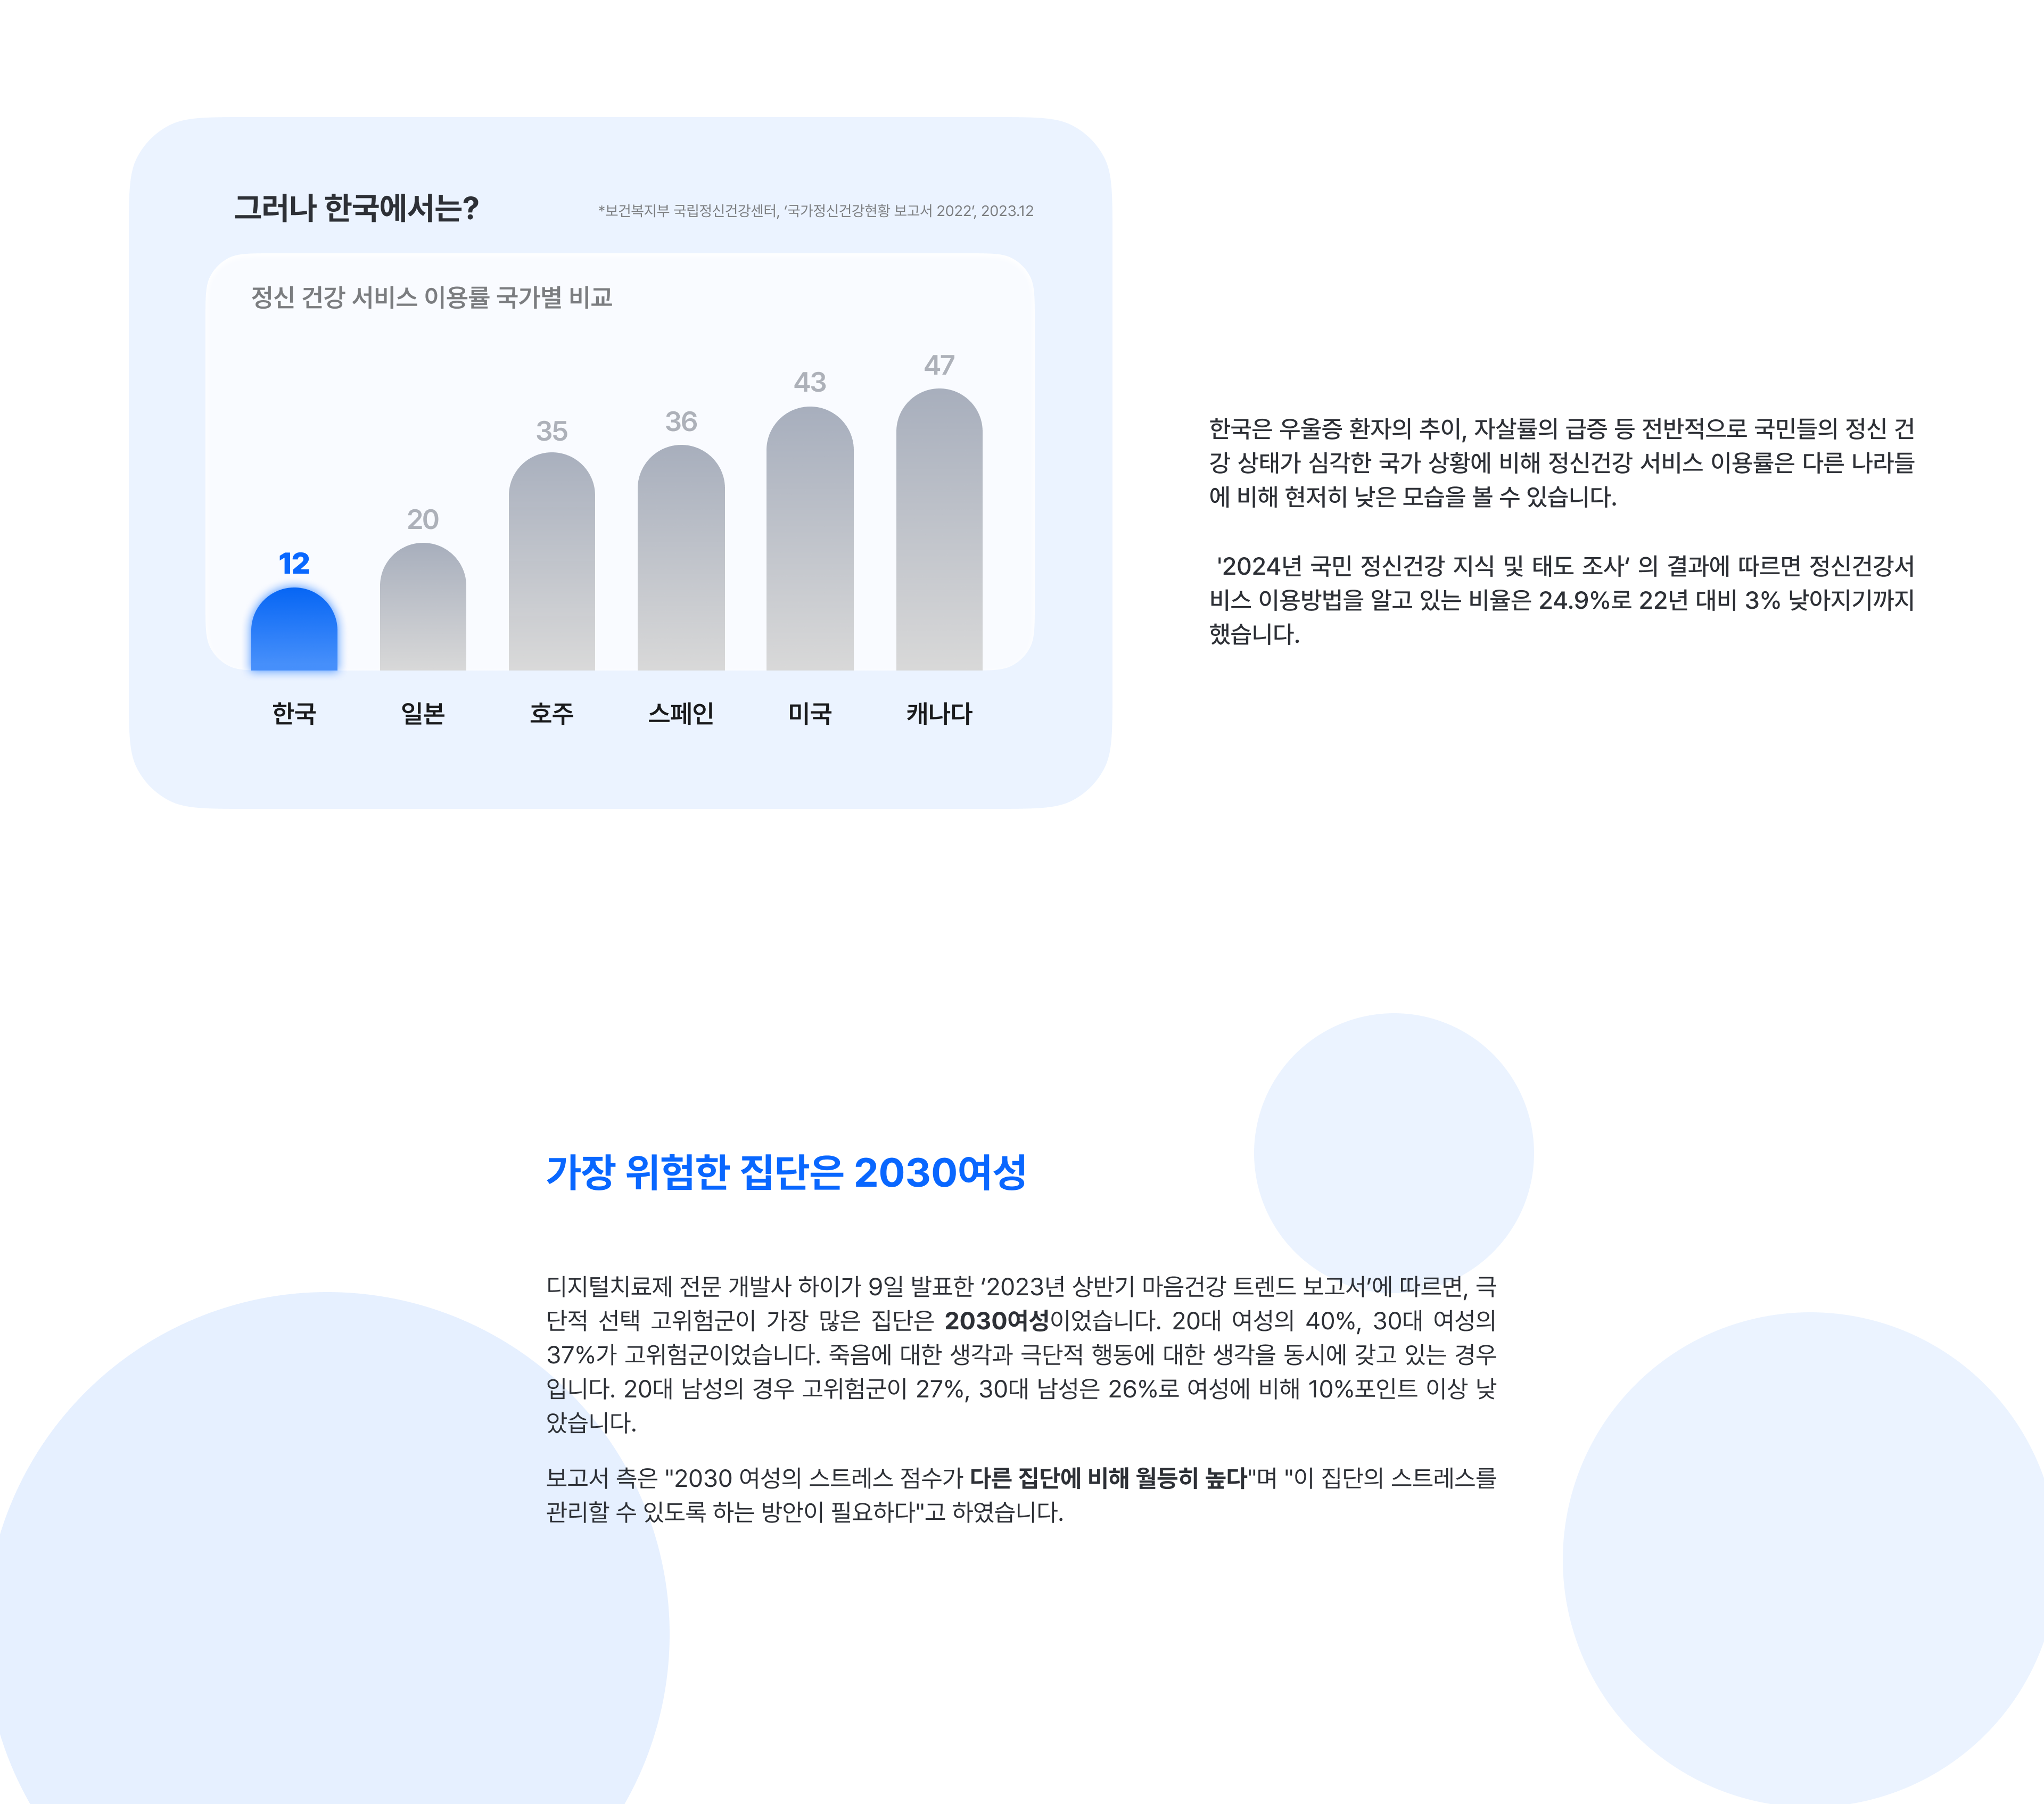 그러나 한국에서는?
*보건복지부 국립정신건강센터, ‘국가정신건강현황 보고서 2022’, 2023.12
정신 건강 서비스 이용률 국가별 비교
12
20
35
36
43
47
한국
일본
호주
스페인
미국
캐나다
한국은 우울증 환자의 추이, 자살률의 급증 등 전반적으로 국민들의 정신 건
강 상태가 심각한 국가 상황에 비해 정신건강 서비스 이용률은 다른 나라들
에 비해 현저히 낮은 모습을 볼 수 있습니다.
'2024년 국민 정신건강 지식 및 태도 조사‘ 의 결과에 따르면 정신건강서
비스 이용방법을 알고 있는 비율은 24.9%로 22년 대비 3% 낮아지기까지
했습니다.
가장 위험한 집단은 2030여성
디지털치료제 전문 개발사 하이가 9일 발표한 ‘2023년 상반기 마음건강 트렌드 보고서’에 따르면, 극
단적 선택 고위험군이 가장 많은 집단은 2030여성이었습니다. 20대 여성의 40%, 30대 여성의
37%가 고위험군이었습니다. 죽음에 대한 생각과 극단적 행동에 대한 생각을 동시에 갖고 있는 경우
입니다. 20대 남성의 경우 고위험군이 27%, 30대 남성은 26%로 여성에 비해 10%포인트 이상 낮
았습니다.
보고서 측은 "2030 여성의 스트레스 점수가 다른 집단에 비해 월등히 높다"며 "이 집단의 스트레스를
관리할 수 있도록 하는 방안이 필요하다"고 하였습니다.